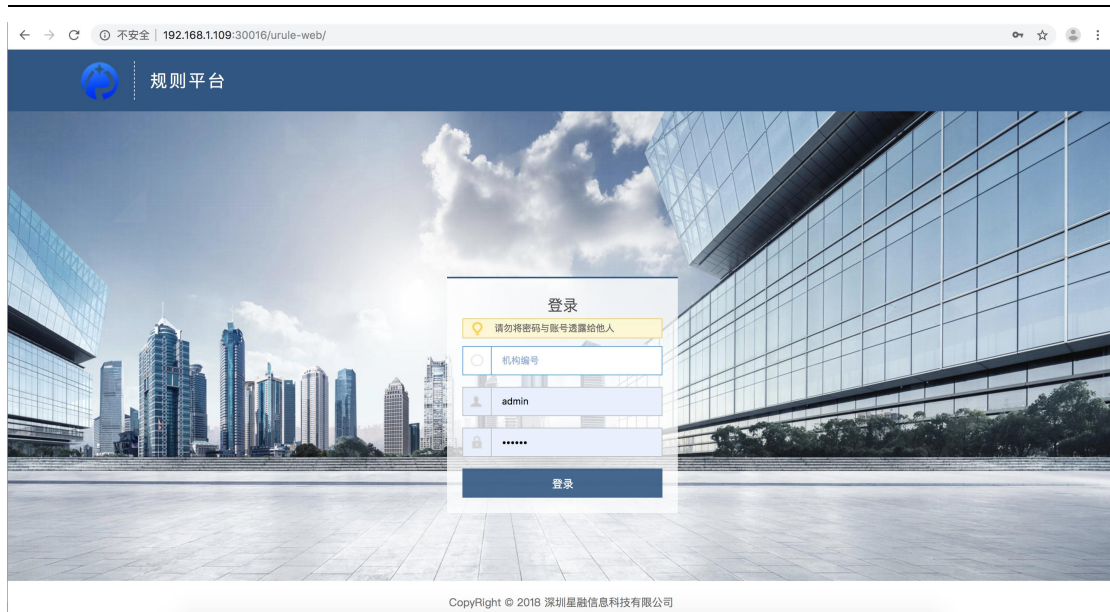 不安全 | 192.168.1.109:30016/urule-web/
规则平台
登录
请勿将密码与账号透露给他人
机构编号
admin
••••••
登录
CopyRight © 2018 深圳星融信息科技有限公司